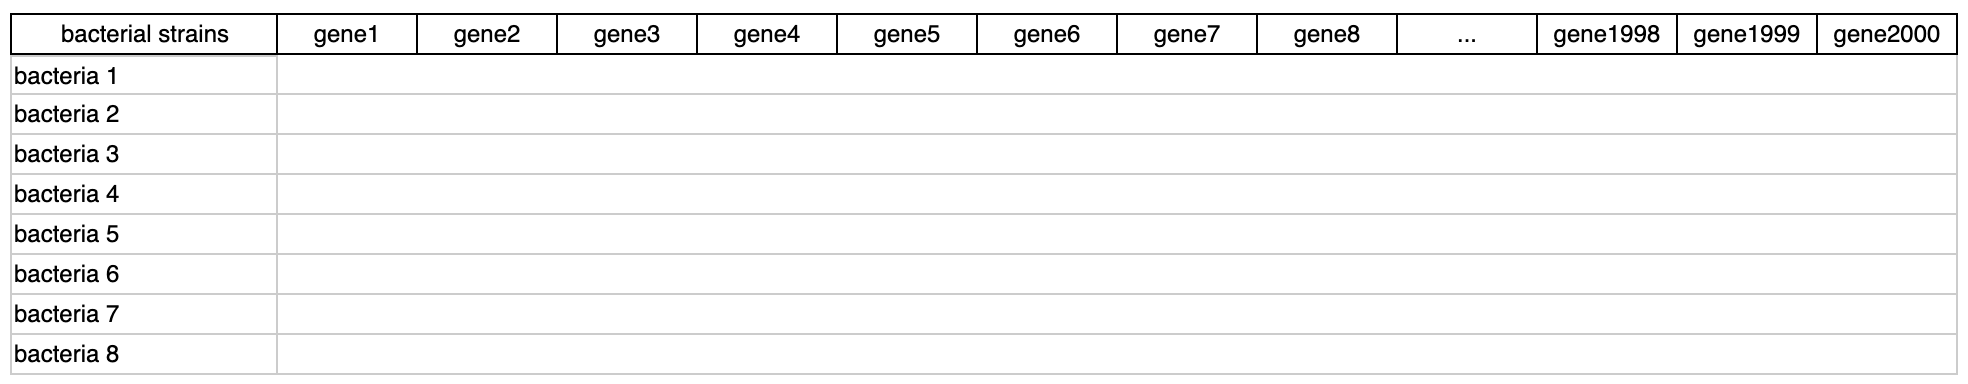 bacterial strains gene1 gene2 gene3 gene4 gene5 gene6 gene7 gene8 ... gene1998 gene1999 gene2000
bacteria 1
bacteria 2
bacteria 3
bacteria 4
bacteria 5
bacteria 6
bacteria 7
bacteria 8